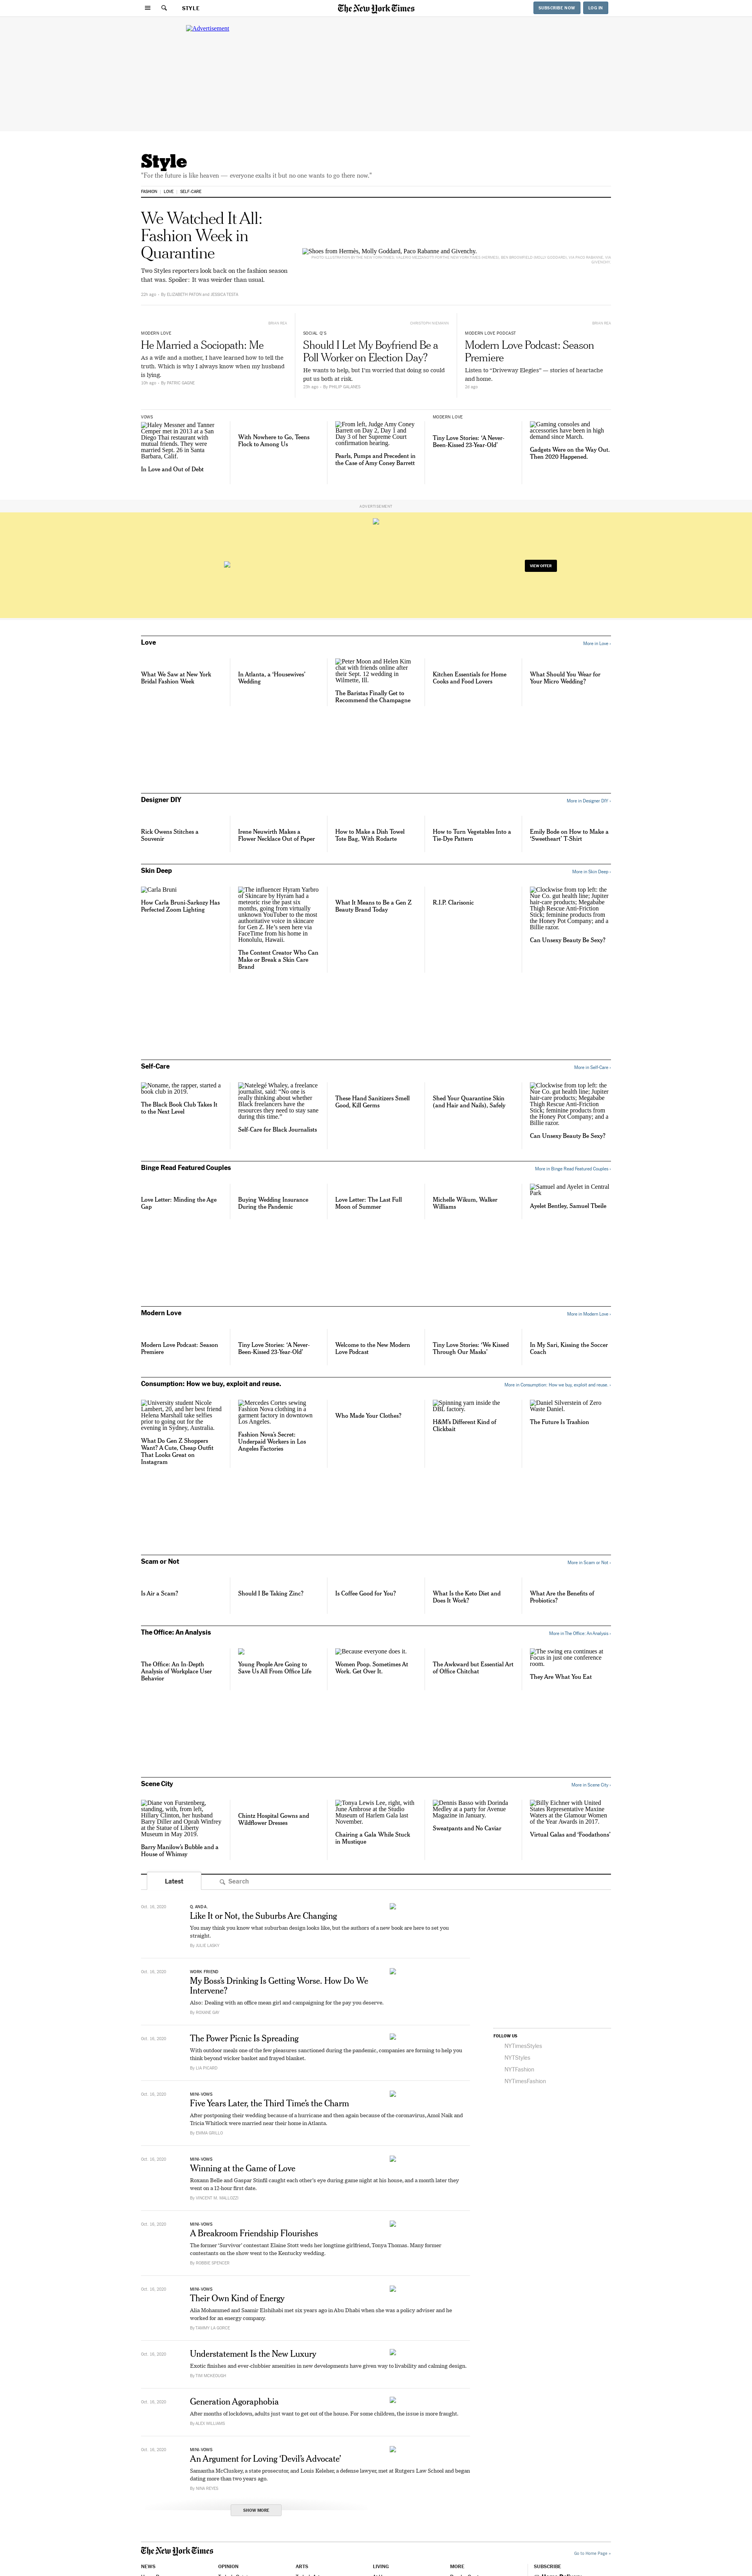 STYLE
The New York Times
SUBSCRIBE NOW
LOG IN
Advertisement
Style
"For me style is like heaven — everyone exalts it but no one wants to go there now."
FASHION
LOVE
SELF-CARE
We Watched It All:
Fashion Week in
Quarantine
Two Styles reporters look back on the fashion season
that was. Spoiler: It was weirder than usual.
22h ago · By ELIZABETH PATON and JESSICA TESTA
Shoes from Hermès, Molly Goddard, Paco Rabanne and Givenchy.
BRIAN REA
MODERN LOVE
He Married a Sociopath: Me
As a wife and a mother, I have learned how to tell the
truth. Which is why I always know when my husband
is lying.
19h ago · By PATRIC GAGNE
CHRISTOPH NIEMANN
SOCIAL Q'S
Should I Let My Boyfriend Be a
Poll Worker on Election Day?
He wants to help, but I'm worried that doing so could
put us both at risk.
23h ago · By PHILIP GALANES
BRIAN REA
MODERN LOVE PODCAST
Modern Love Podcast: Season
Premiere
Listen to "Driveway Elegies" — stories of heartache
and home.
2d ago
VOWS
Haley Messner and Tanner
Cemper met in 2013 at a San
Diego Thai restaurant with
mutual friends. They were
married Sept. 26 in Santa
Barbara, Calif.
In Love and Out of Debt
With Nowhere to Go, Teens
Flock to Among Us
From left, Judge Amy Coney
Barrett on Day 2, Day 1 and
Day 3 of her Supreme Court
confirmation hearing.
Pearls, Pumps and Precedent in
the Case of Amy Coney Barrett
MODERN LOVE
Tiny Love Stories: 'A Never-
Been-Kissed 23-Year-Old'
Gaming consoles and
accessories have been in high
demand since March.
Gadgets Were on the Way Out.
Then 2020 Happened.
ADVERTISEMENT
VIEW OFFER
Love
More in Love ›
What We Saw at New York
Bridal Fashion Week
In Atlanta, a 'Housewives'
Wedding
Peter Moon and Helen Kim
chat with friends online after
their Sept. 12 wedding in
Wilmette, Ill.
The Baristas Finally Get to
Recommend the Champagne
Kitchen Essentials for Home
Cooks and Food Lovers
What Should You Wear for
Your Micro Wedding?
Designer DIY
More in Designer DIY ›
Rick Owens Stitches a
Souvenir
Irene Neuwirth Makes a
Flower Necklace Out of Paper
How to Make a Dish Towel
Tote Bag, With Rodarte
How to Turn Vegetables Into a
Tie-Dye Pattern
Emily Bode on How to Make a
'Sweetheart' T-Shirt
Skin Deep
More in Skin Deep ›
Carla Bruni
How Carla Bruni-Sarkozy Has
Perfected Zoom Lighting
The influencer Hyram Yarbro
of Skincare by Hyram had a
meteoric rise the past six
months, going from virtually
unknown YouTuber to the most
authoritative voice in skincare
for Gen Z. He's seen here via
FaceTime from his home in
Honolulu, Hawaii.
The Content Creator Who Can
Make or Break a Skin Care
Brand
What It Means to Be a Gen Z
Beauty Brand Today
R.I.P. Clarisonic
Clockwise from top left: the
Nue Co. gut health line; Jupiter
hair-care products; Megababe
Thigh Rescue Anti-Friction
Stick; feminine products from
the Honey Pot Company; and a
Billie razor.
Can Unsexy Beauty Be Sexy?
Self-Care
More in Self-Care ›
Noname, the rapper, started a
book club in 2019.
The Black Book Club Takes It
to the Next Level
Natelegé Whaley, a freelance
journalist, said: "No one is
really thinking about whether
Black freelancers have the
resources they need to stay sane
during this time."
Self-Care for Black Journalists
These Hand Sanitizers Smell
Good, Kill Germs
Shed Your Quarantine Skin
(and Hair and Nails), Safely
Clockwise from top left: the
Nue Co. gut health line; Jupiter
hair-care products; Megababe
Thigh Rescue Anti-Friction
Stick; feminine products from
the Honey Pot Company; and a
Billie razor.
Can Unsexy Beauty Be Sexy?
Binge Read Featured Couples
More in Binge Read Featured Couples ›
Love Letter: Minding the Age
Gap
Buying Wedding Insurance
During the Pandemic
Love Letter: The Last Full
Moon of Summer
Michelle Wikum, Walker
Williams
Samuel and Ayelet in Central
Park
Ayelet Bentley, Samuel Tbeile
Modern Love
More in Modern Love ›
Modern Love Podcast: Season
Premiere
Tiny Love Stories: 'A Never-
Been-Kissed 23-Year-Old'
Welcome to the New Modern
Love Podcast
Tiny Love Stories: 'We Kissed
Through Our Masks'
In My Sari, Kissing the Soccer
Coach
Consumption: How we buy, exploit and reuse.
More in Consumption: How we buy, exploit and reuse. ›
University student Nicole
Lambert, 20, and her best friend
Helena Marshall take selfies
prior to going out for the
evening in Sydney, Australia.
What Do Gen Z Shoppers
Want? A Cute, Cheap Outfit
That Looks Great on
Instagram
Mercedes Cortes sewing
Fashion Nova clothing in a
garment factory in downtown
Los Angeles.
Fashion Nova's Secret:
Underpaid Workers in Los
Angeles Factories
Who Made Your Clothes?
Spinning yarn inside the
DBL factory.
H&M's Different Kind of
Clickbait
Daniel Silverstein of Zero
Waste Daniel.
The Future Is Trashion
Scam or Not
More in Scam or Not ›
Is Air a Scam?
Should I Be Taking Zinc?
Is Coffee Good for You?
What Is the Keto Diet and
Does It Work?
What Are the Benefits of
Probiotics?
The Office: An Analysis
More in The Office: An Analysis ›
The Office: An In-Depth
Analysis of Workplace User
Behavior
Young People Are Going to
Save Us All From Office Life
Because everyone does it.
Women Poop. Sometimes At
Work. Get Over It.
The Awkward but Essential Art
of Office Chitchat
The swing era continues at
Focus in just one conference
room.
They Are What You Eat
Scene City
More in Scene City ›
Diane von Furstenberg,
standing, with, from left,
Hillary Clinton, her husband
Barry Diller and Oprah Winfrey
at the Statue of Liberty
Museum in May 2019.
Barry Manilow's Bubble and a
House of Whimsy
Chintz Hospital Gowns and
Wildflower Dresses
Tonya Lewis Lee, right, with
June Ambrose at the Studio
Museum of Harlem Gala last
November.
Chairing a Gala While Stuck
in Mustique
Dennis Basso with Dorinda
Medley at a party for Avenue
Magazine in January.
Sweatpants and No Caviar
Billy Eichner with United
States Representative Maxine
Waters at the Glamour Women
of the Year Awards in 2017.
Virtual Galas and 'Foodathons'
Latest
Search
Oct. 16, 2020
Q. AND A.
Like It or Not, the Suburbs Are Changing
You may think you know what suburban design looks like, but the authors of a new book are here to set you
straight.
By JULIE LASKY
Oct. 16, 2020
WORK FRIEND
My Boss's Drinking Is Getting Worse. How Do We
Intervene?
Also: Dealing with an office mean girl and campaigning for the pay you deserve.
By ROXANE GAY
Oct. 16, 2020
The Power Picnic Is Spreading
With outdoor meals one of the few pleasures sanctioned during the pandemic, companies are forming to help you
think beyond wicker basket and frayed blanket.
By LIA PICARD
Oct. 16, 2020
MINI-VOWS
Five Years Later, the Third Time's the Charm
After postponing their wedding because of a hurricane and then again because of the coronavirus, Amol Naik and
Tricia Whitlock were married near their home in Atlanta.
By EMMA GRILLO
Oct. 16, 2020
MINI-VOWS
Winning at the Game of Love
Roxann Belle and Gaspar Stinfil caught each other's eye during game night at his house, and a month later they
went on a 12-hour first date.
By VINCENT M. MALLOZZI
Oct. 16, 2020
MINI-VOWS
A Breakroom Friendship Flourishes
The former 'Survivor' contestant Elaine Stott weds her longtime girlfriend, Tonya Thomas. Many former
contestants on the show went to the Kentucky wedding.
By ROBBIE SPENCER
Oct. 16, 2020
MINI-VOWS
Their Own Kind of Energy
Alia Mohammed and Saamir Elshihabi met six years ago in Abu Dhabi when she was a policy adviser and he
worked for an energy company.
By TAMMY LA GORCE
Oct. 16, 2020
Understatement Is the New Luxury
Exotic finishes and ever-clubbier amenities in new developments have given way to livability and calming design.
By TIM MCKEOUGH
Oct. 16, 2020
Generation Agoraphobia
After months of lockdown, adults just want to get out of the house. For some children, the issue is more fraught.
By ALEX WILLIAMS
Oct. 16, 2020
MINI-VOWS
An Argument for Loving 'Devil's Advocate'
Samantha McCluskey, a state prosecutor, and Louis Keleher, a defense lawyer, met at Rutgers Law School and began
dating more than two years ago.
By NINA REYES
SHOW MORE
FOLLOW US
NYTimesStyles
NYTStyles
NYTFashion
NYTimesFashion
The New York Times
Go to Home Page »
NEWS
OPINION
ARTS
LIVING
MORE
SUBSCRIBE